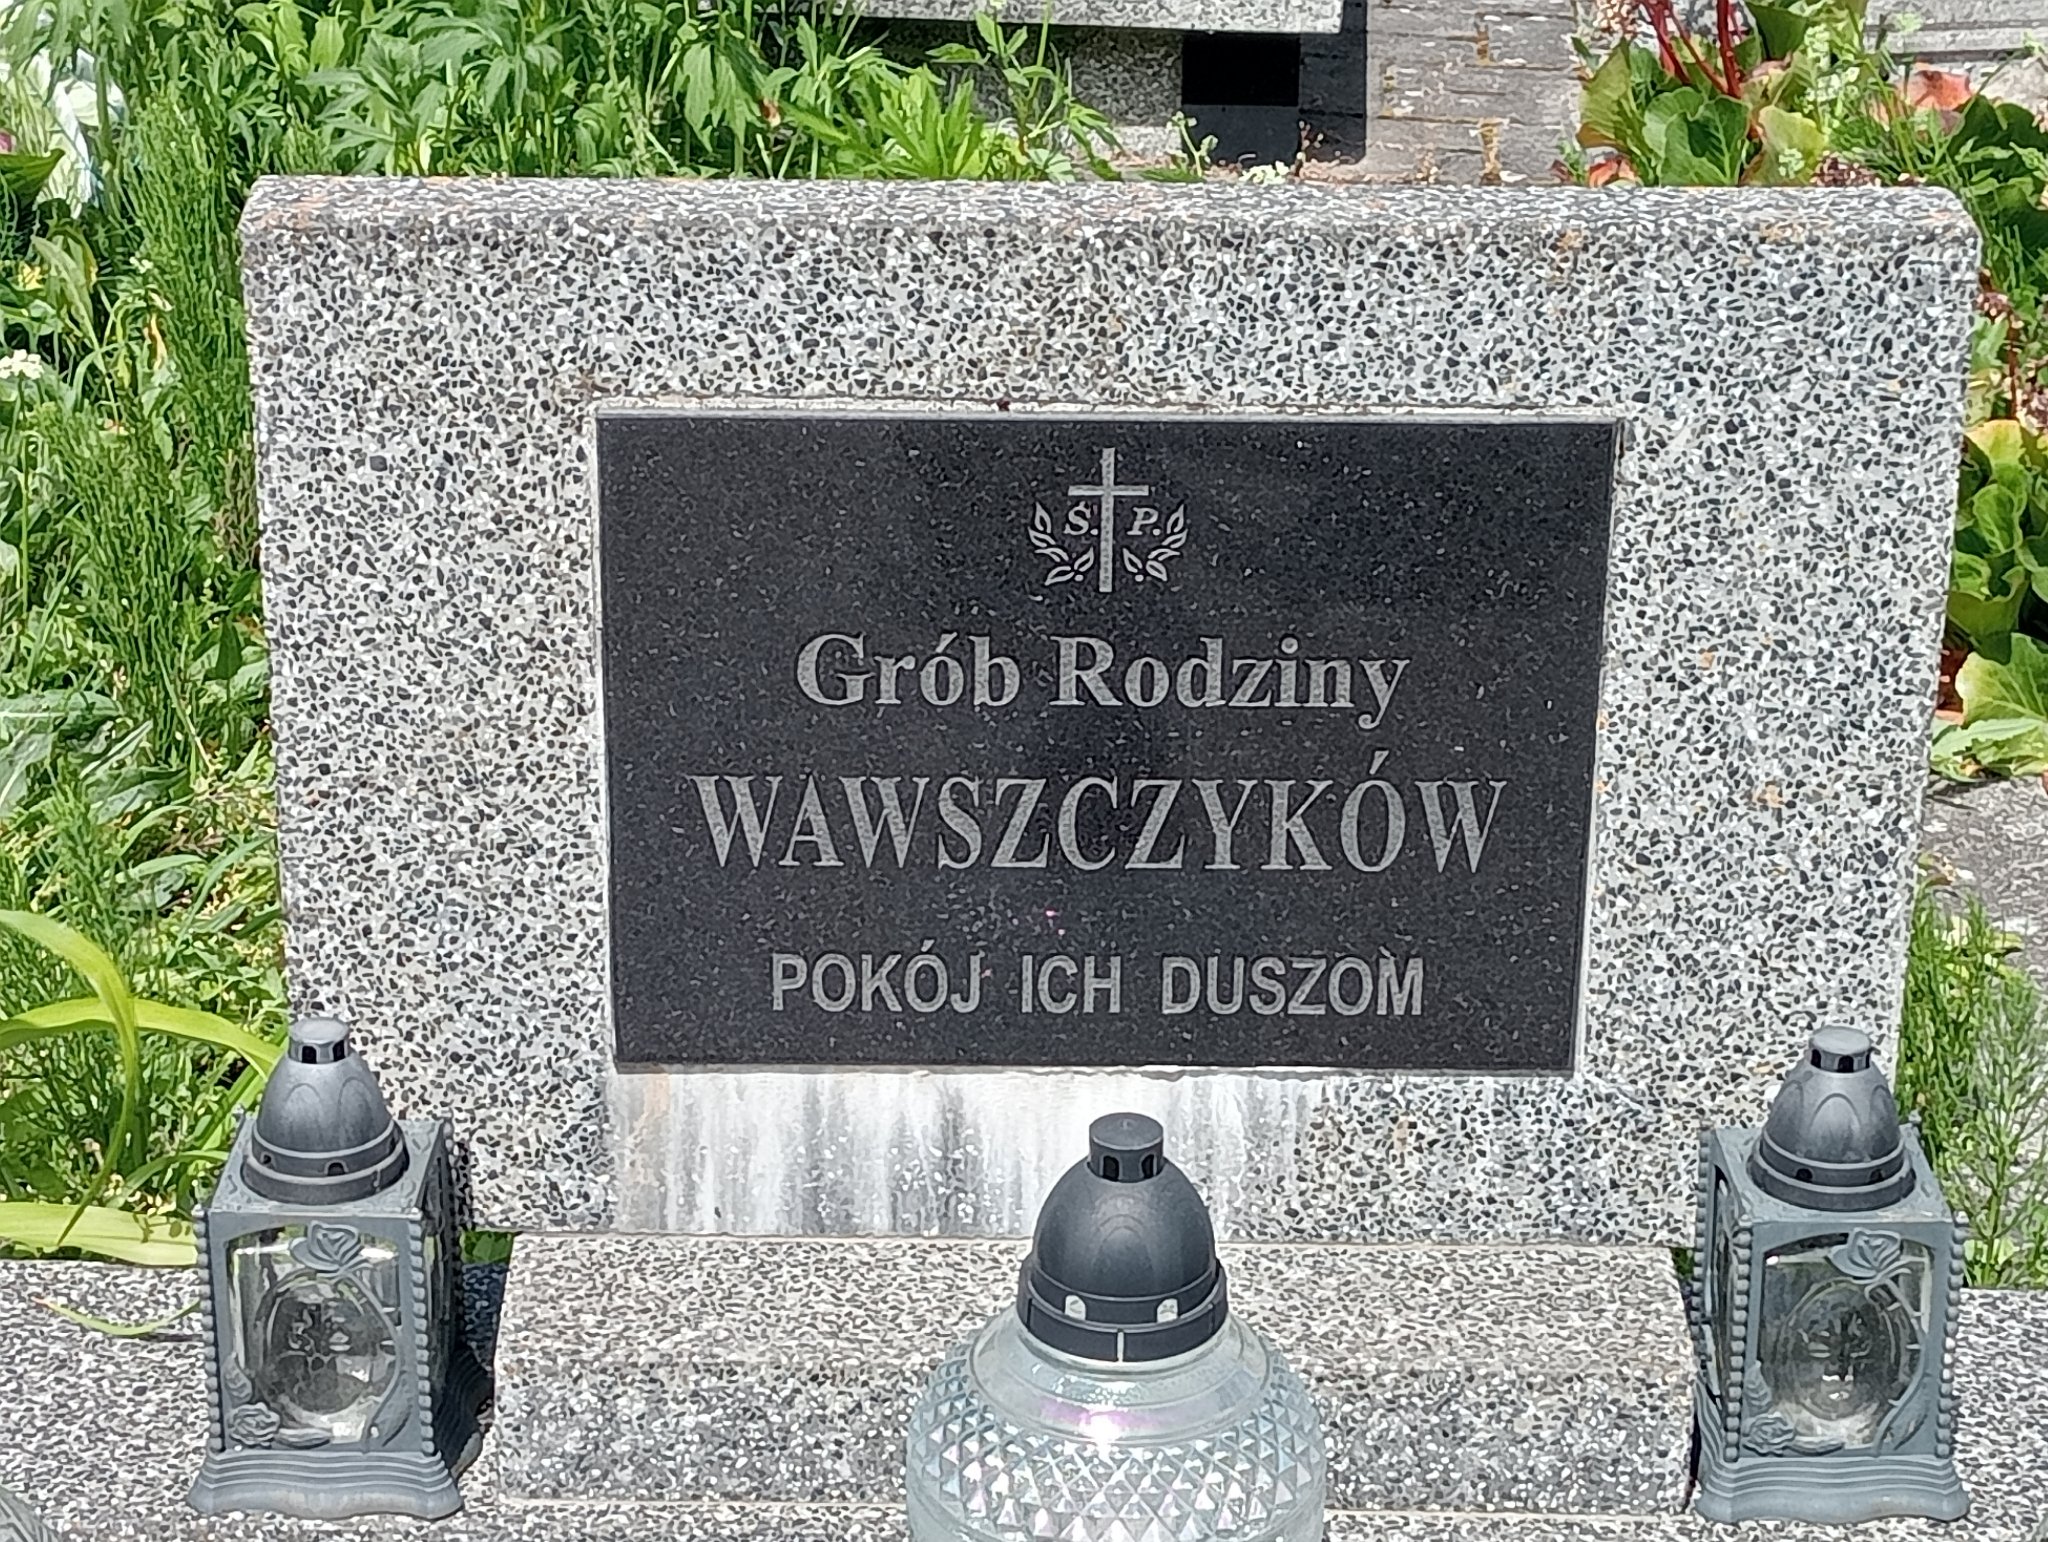 Ś. P.
Grób Rodziny
WAWSZCZYKÓW
POKÓJ ICH DUSZOM